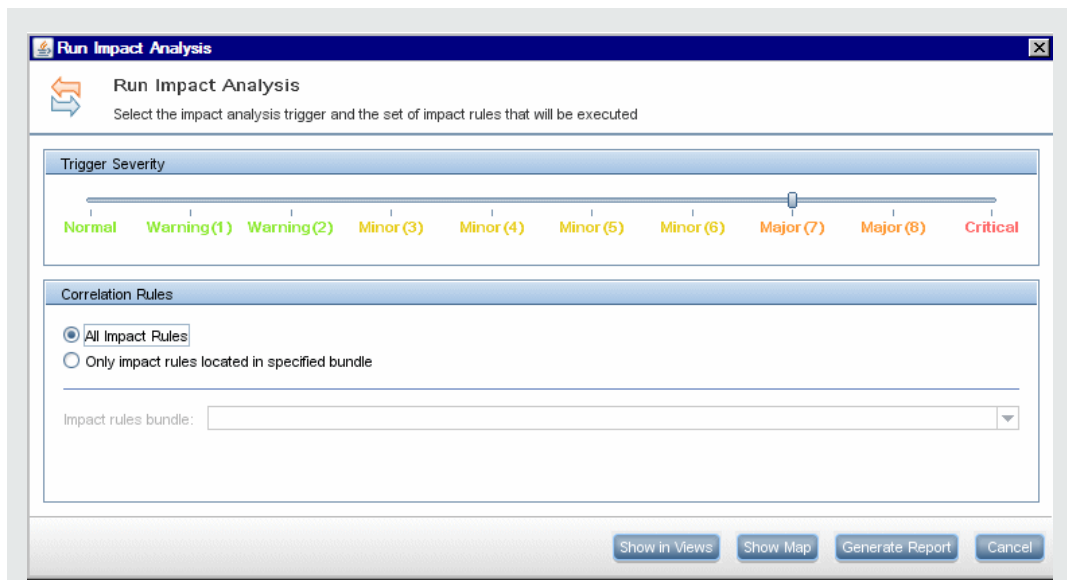 Run Impact Analysis
Run Impact Analysis
Select the impact analysis trigger and the set of impact rules that will be executed
Trigger Severity
Normal Warning(1) Warning(2) Minor(3) Minor(4) Minor(5) Minor(6) Major(7) Major(8) Critical
Correlation Rules
All Impact Rules
Only impact rules located in specified bundle
Impact rules bundle:
Show in Views Show Map Generate Report Cancel